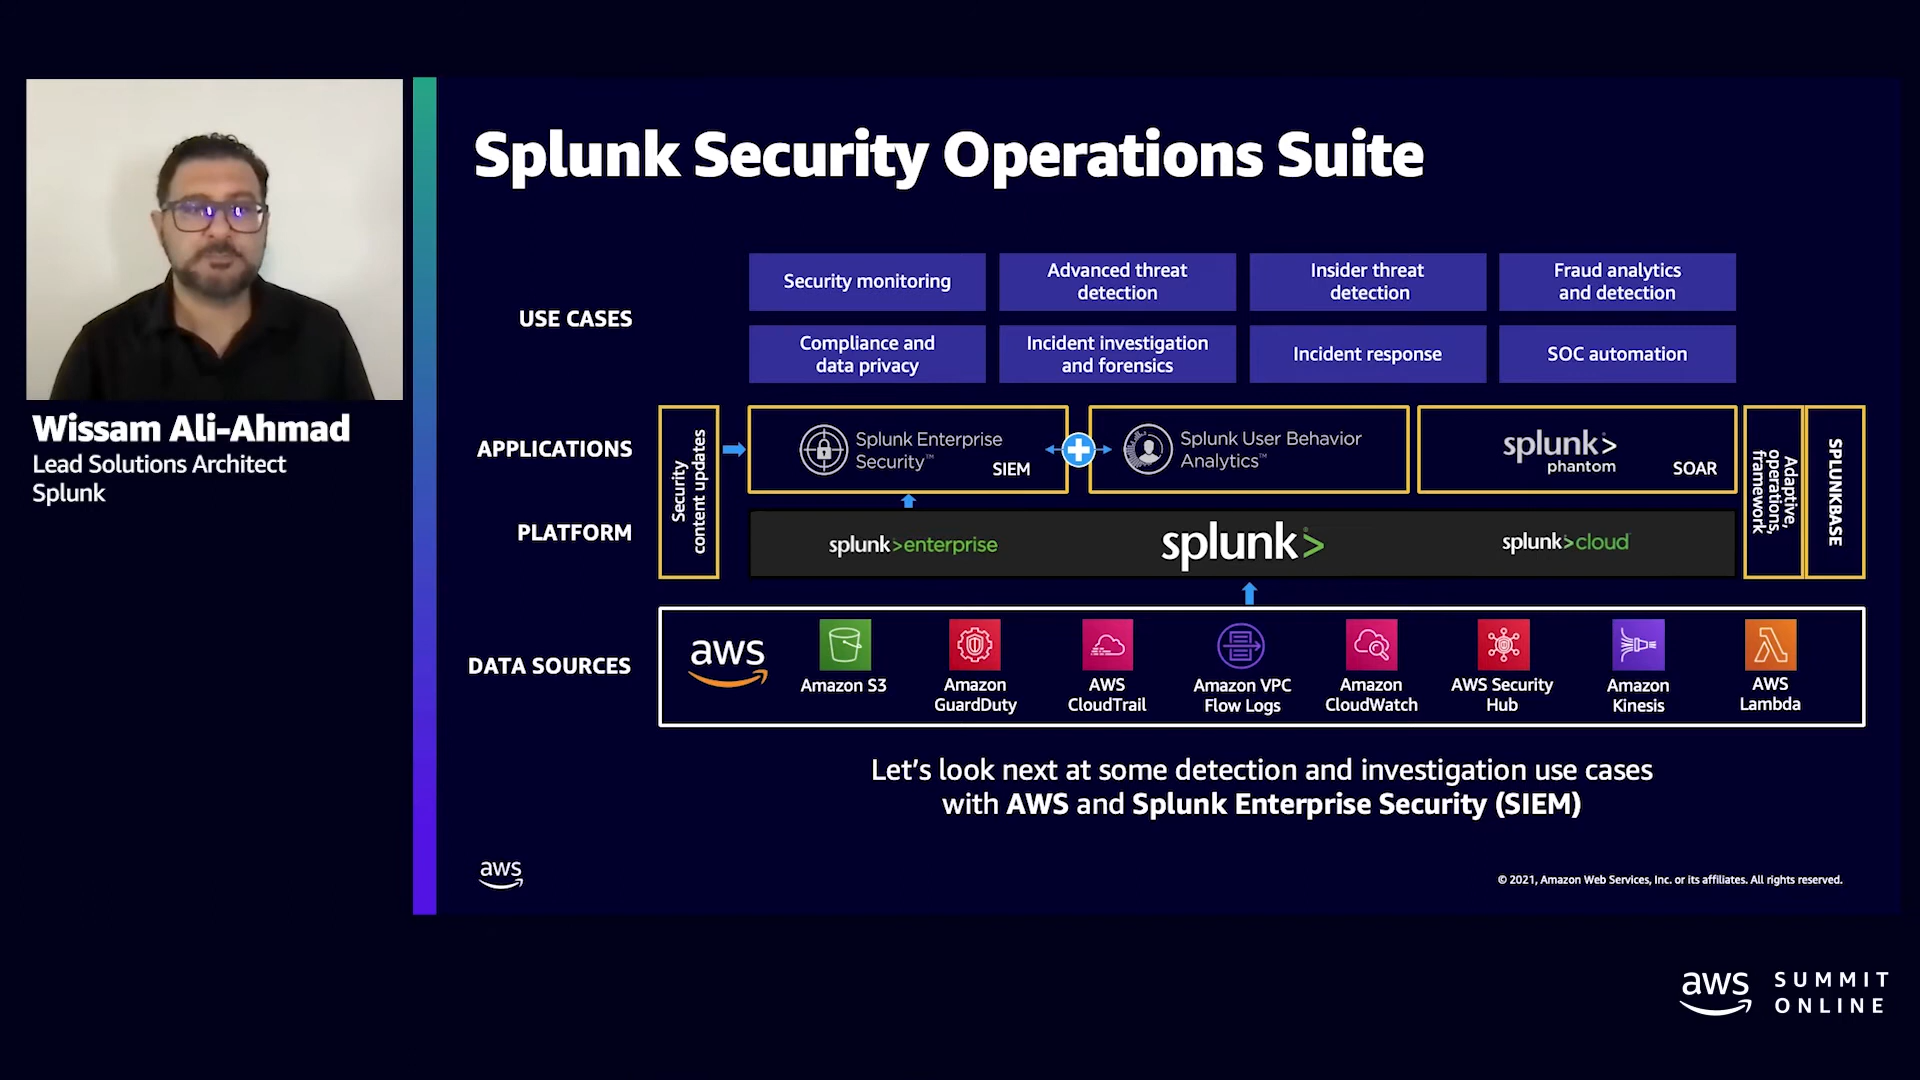 Splunk Security Operations Suite
Wissam Ali-Ahmad
Lead Solutions Architect
Splunk
USE CASES
Security monitoring
Advanced threat
detection
Insider threat
detection
Fraud analytics
and detection
Compliance and
data privacy
Incident investigation
and forensics
Incident response
SOC automation
APPLICATIONS
Security
content updates
Splunk Enterprise
Security™
SIEM
Splunk User Behavior
Analytics™
splunk>
phantom
SOAR
Adaptive,
operations,
framework
SPLUNKBASE
PLATFORM
splunk>enterprise
splunk>
splunk>cloud
DATA SOURCES
aws
Amazon S3
Amazon
GuardDuty
AWS
CloudTrail
Amazon VPC
Flow Logs
Amazon
CloudWatch
AWS Security
Hub
Amazon
Kinesis
AWS
Lambda
Let's look next at some detection and investigation use cases
with AWS and Splunk Enterprise Security (SIEM)
aws
© 2021, Amazon Web Services, Inc. or its affiliates. All rights reserved.
aws
SUMMIT
ONLINE